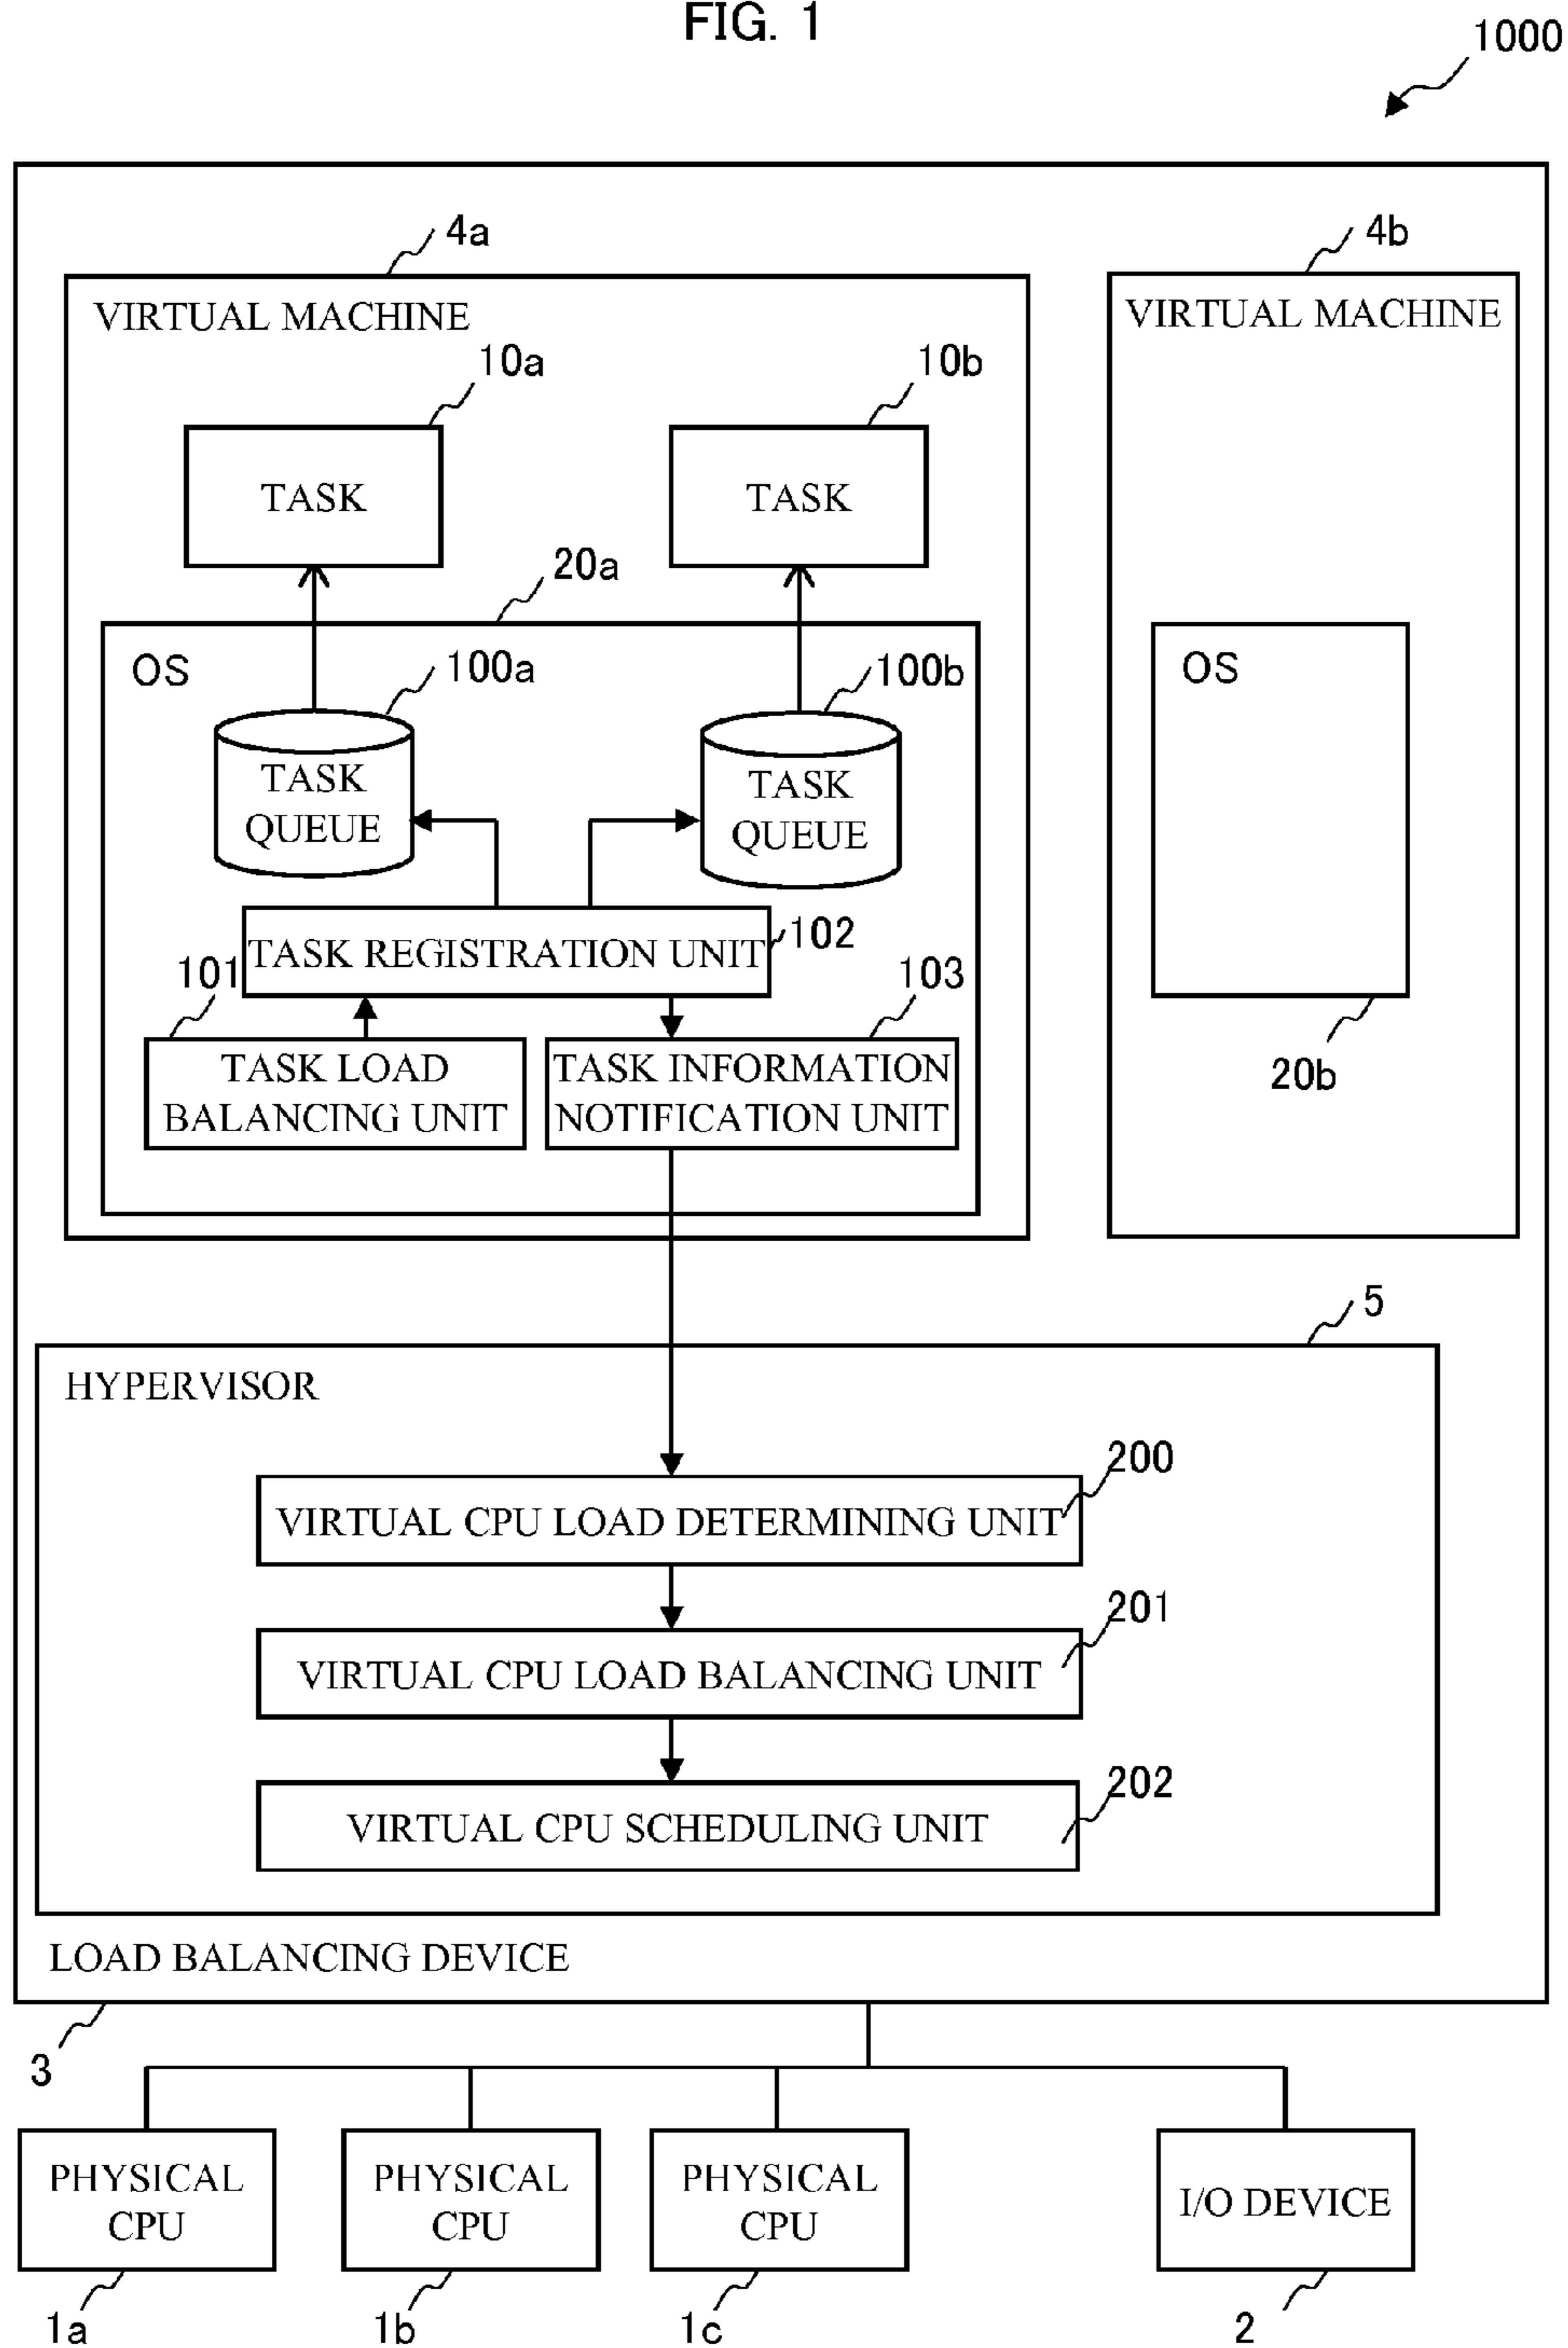 FIG. 1
1000
4a
4b
VIRTUAL MACHINE
VIRTUAL MACHINE
10a
10b
TASK
TASK
20a
OS
100a
100b
OS
TASK
QUEUE
TASK
QUEUE
TASK REGISTRATION UNIT
102
101
103
TASK LOAD
BALANCING UNIT
TASK INFORMATION
NOTIFICATION UNIT
20b
5
HYPERVISOR
200
VIRTUAL CPU LOAD DETERMINING UNIT
201
VIRTUAL CPU LOAD BALANCING UNIT
202
VIRTUAL CPU SCHEDULING UNIT
LOAD BALANCING DEVICE
3
PHYSICAL
CPU
PHYSICAL
CPU
PHYSICAL
CPU
I/O DEVICE
1a
1b
1c
2